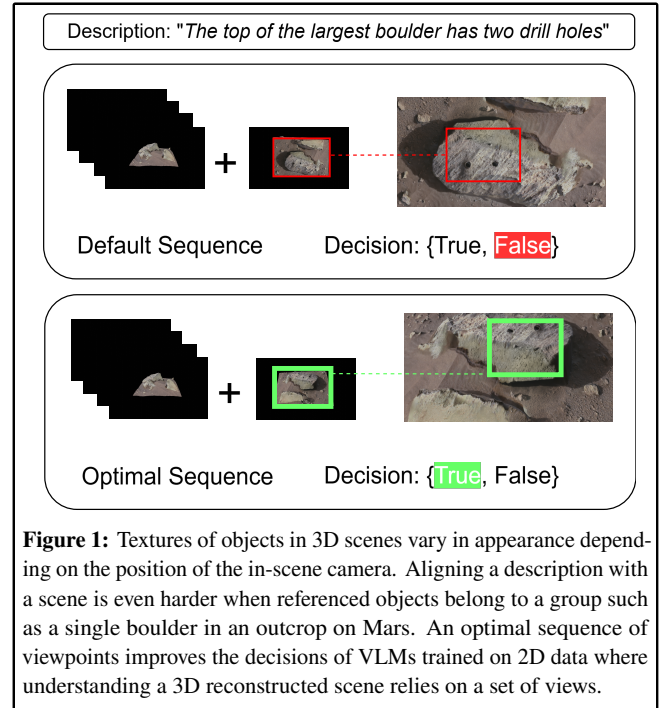 Description: "The top of the largest boulder has two drill holes"
+
Default Sequence Decision: {True, False}
+
Optimal Sequence Decision: {True, False}
Figure 1: Textures of objects in 3D scenes vary in appearance depend-
ing on the position of the in-scene camera. Aligning a description with
a scene is even harder when referenced objects belong to a group such
as a single boulder in an outcrop on Mars. An optimal sequence of
viewpoints improves the decisions of VLMs trained on 2D data where
understanding a 3D reconstructed scene relies on a set of views.